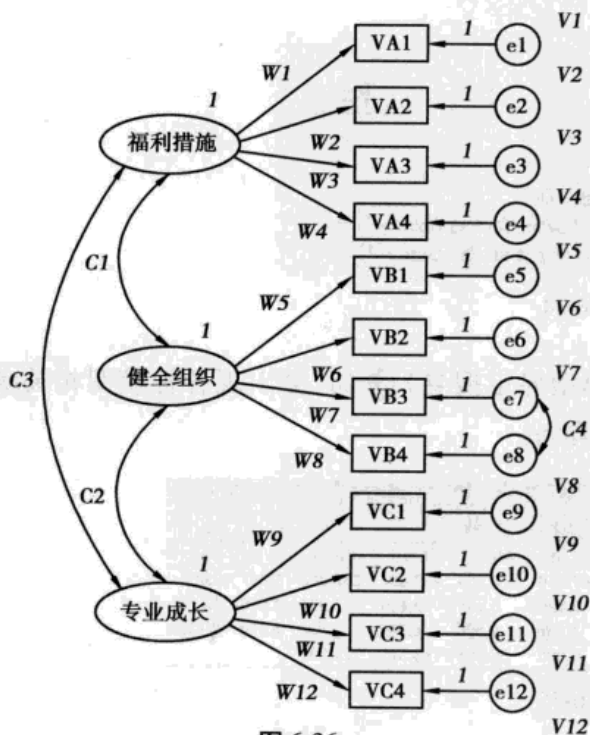 V1
VA1
1
e1
W1
V2
1
VA2
1
e2
福利措施
W2
V3
VA3
1
e3
W3
V4
W4
VA4
1
e4
C1
V5
VB1
1
e5
W5
V6
1
VB2
1
e6
C3
健全组织
W6
V7
VB3
1
e7
W7
C4
W8
VB4
1
e8
V8
C2
VC1
1
e9
W9
V9
1
VC2
1
e10
专业成长
W10
V10
VC3
1
e11
W11
V11
W12
VC4
1
e12
V12